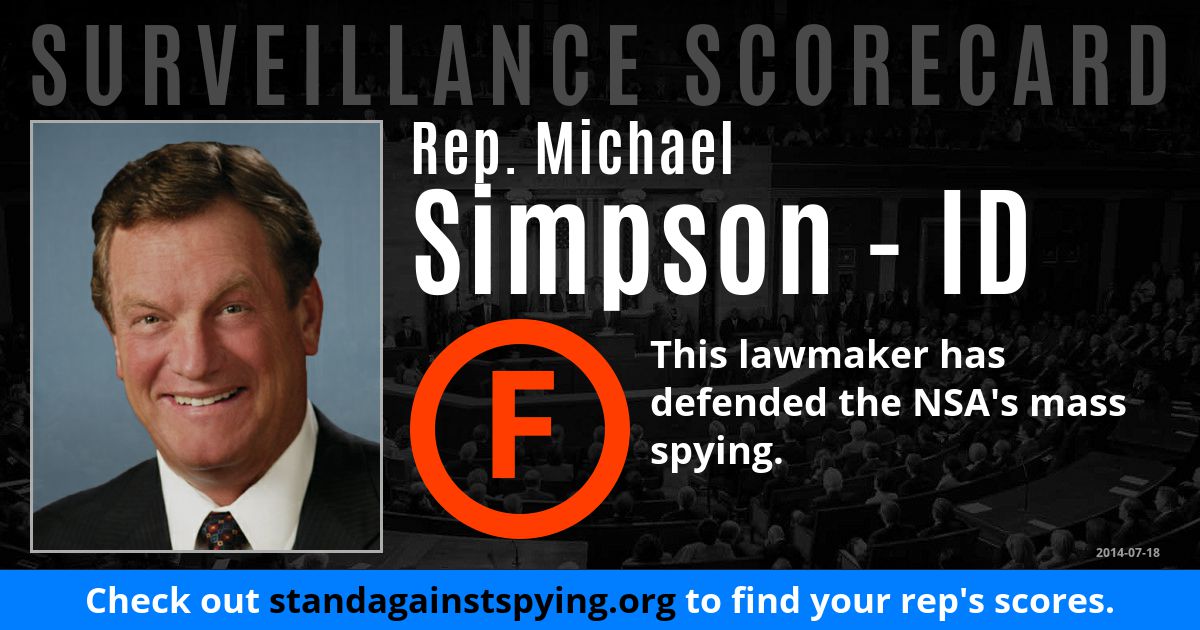 SURVEILLANCE SCORECARD
Rep. Michael
Simpson - ID
F
This lawmaker has
defended the NSA's mass
spying.
2014-07-18
Check out standagainstspying.org to find your rep's scores.